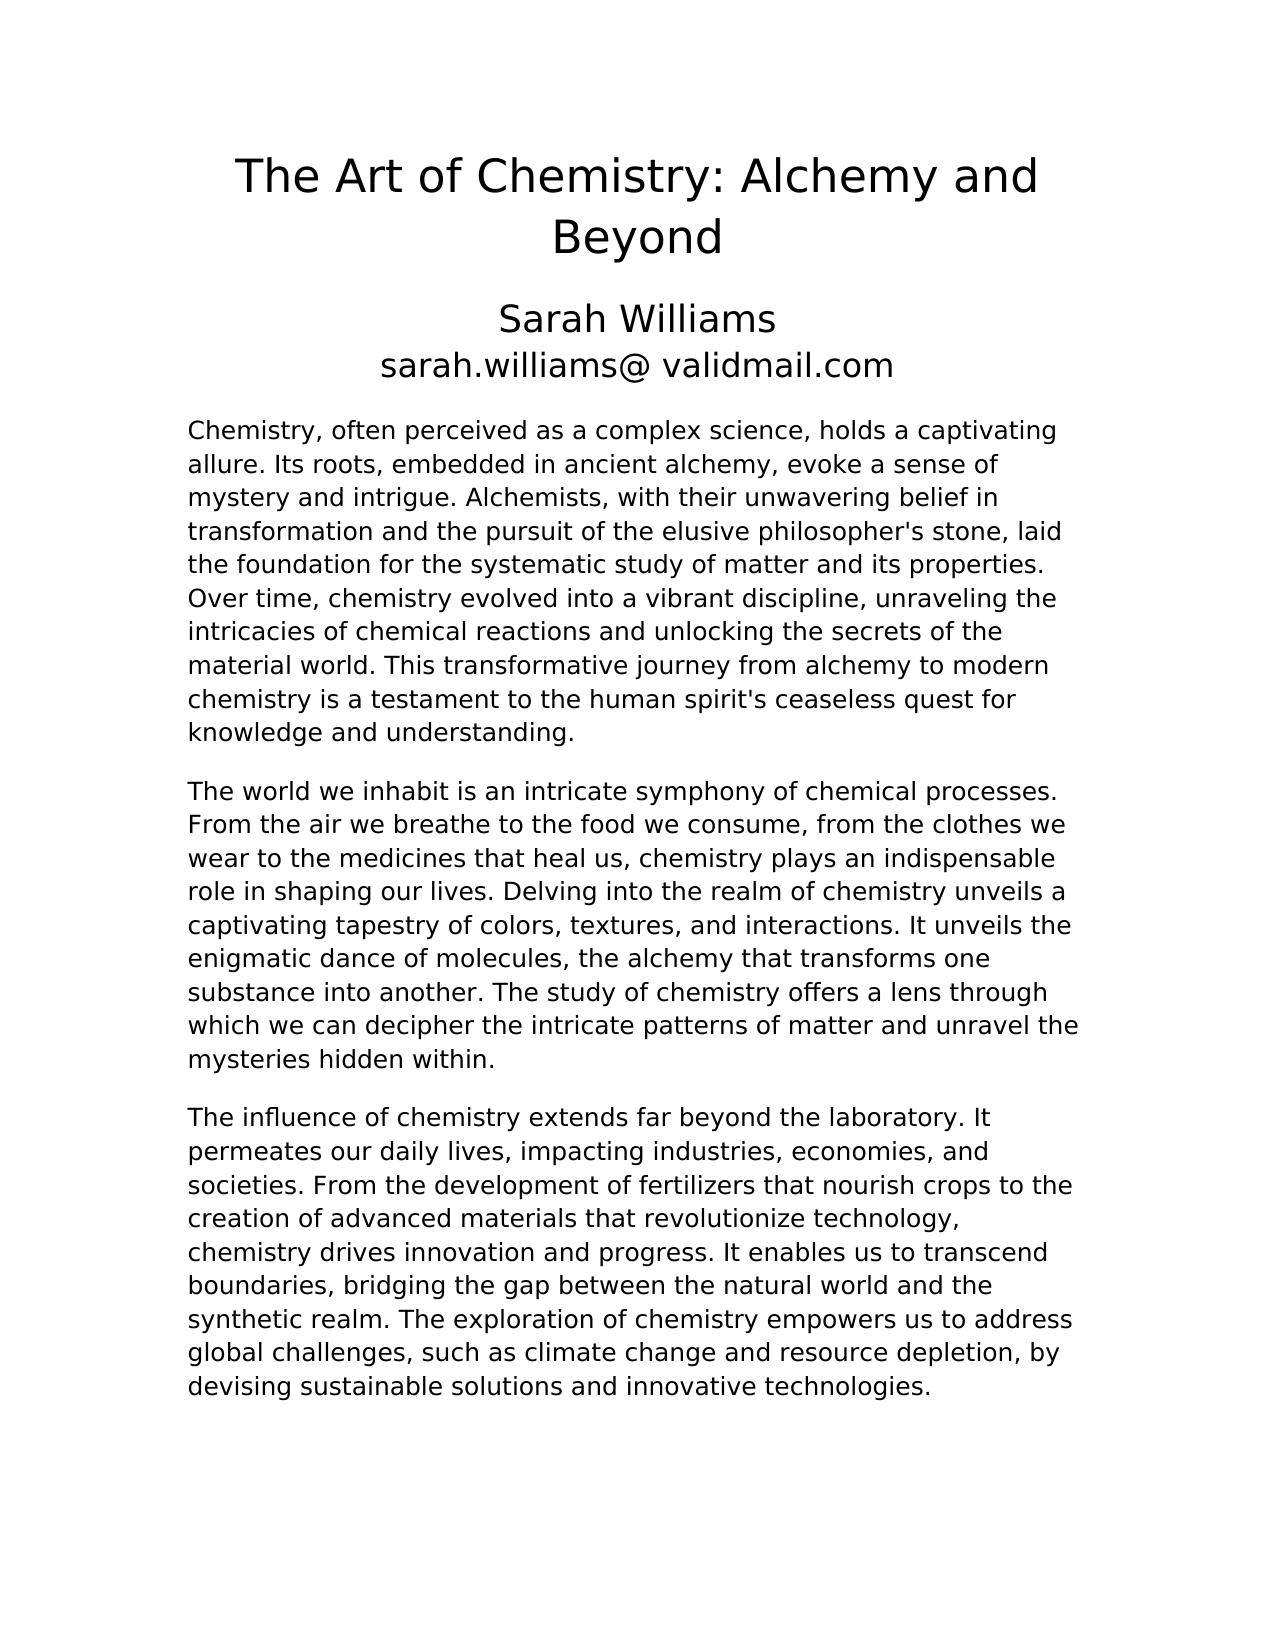 The Art of Chemistry: Alchemy and
Beyond
Sarah Williams
sarah.williams@ validmail.com
Chemistry, often perceived as a complex science, holds a captivating
allure. Its roots, embedded in ancient alchemy, evoke a sense of
mystery and intrigue. Alchemists, with their unwavering belief in
transformation and the pursuit of the elusive philosopher's stone, laid
the foundation for the systematic study of matter and its properties.
Over time, chemistry evolved into a vibrant discipline, unraveling the
intricacies of chemical reactions and unlocking the secrets of the
material world. This transformative journey from alchemy to modern
chemistry is a testament to the human spirit's ceaseless quest for
knowledge and understanding.
The world we inhabit is an intricate symphony of chemical processes.
From the air we breathe to the food we consume, from the clothes we
wear to the medicines that heal us, chemistry plays an indispensable
role in shaping our lives. Delving into the realm of chemistry unveils a
captivating tapestry of colors, textures, and interactions. It unveils the
enigmatic dance of molecules, the alchemy that transforms one
substance into another. The study of chemistry offers a lens through
which we can decipher the intricate patterns of matter and unravel the
mysteries hidden within.
The influence of chemistry extends far beyond the laboratory. It
permeates our daily lives, impacting industries, economies, and
societies. From the development of fertilizers that nourish crops to the
creation of advanced materials that revolutionize technology,
chemistry drives innovation and progress. It enables us to transcend
boundaries, bridging the gap between the natural world and the
synthetic realm. The exploration of chemistry empowers us to address
global challenges, such as climate change and resource depletion, by
devising sustainable solutions and innovative technologies.